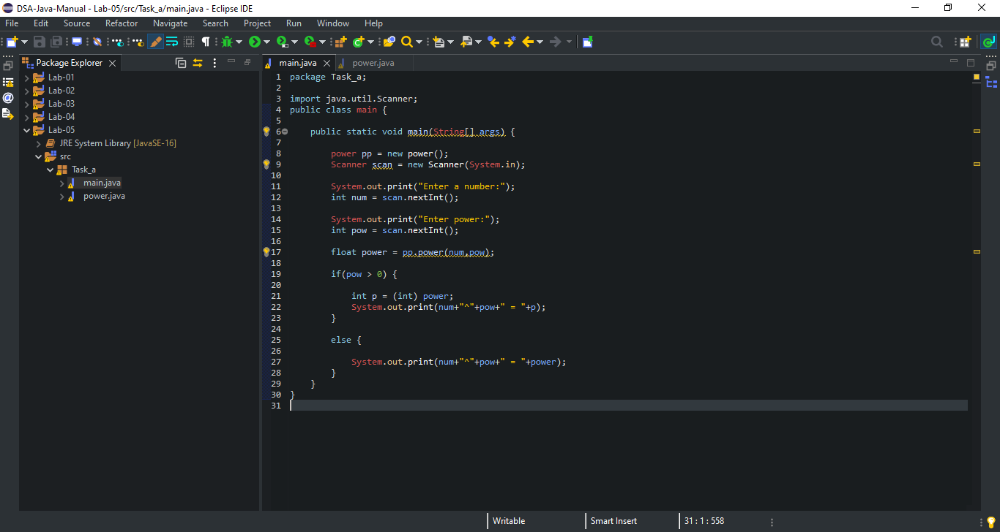 DSA-Java-Manual - Lab-05/src/Task_a/main.java - Eclipse IDE
File Edit Source Refactor Navigate Search Project Run Window Help
Package Explorer
Lab-01
Lab-02
Lab-03
Lab-04
Lab-05
JRE System Library [JavaSE-16]
src
Task_a
main.java
power.java
main.java power.java
1 package Task_a;
2
3 import java.util.Scanner;
4 public class main {
5
6 public static void main(String[] args) {
7
8 power pp = new power();
9 Scanner scan = new Scanner(System.in);
10
11 System.out.print("Enter a number:");
12 int num = scan.nextInt();
13
14 System.out.print("Enter power:");
15 int pow = scan.nextInt();
16
17 float power = pp.power(num,pow);
18
19 if(pow > 0) {
20
21 int p = (int) power;
22 System.out.print(num+"^"+pow+" = "+p);
23 }
24
25 else {
26
27 System.out.print(num+"^"+pow+" = "+power);
28 }
29 }
30 }
31
Writable Smart Insert 31 : 1 : 558